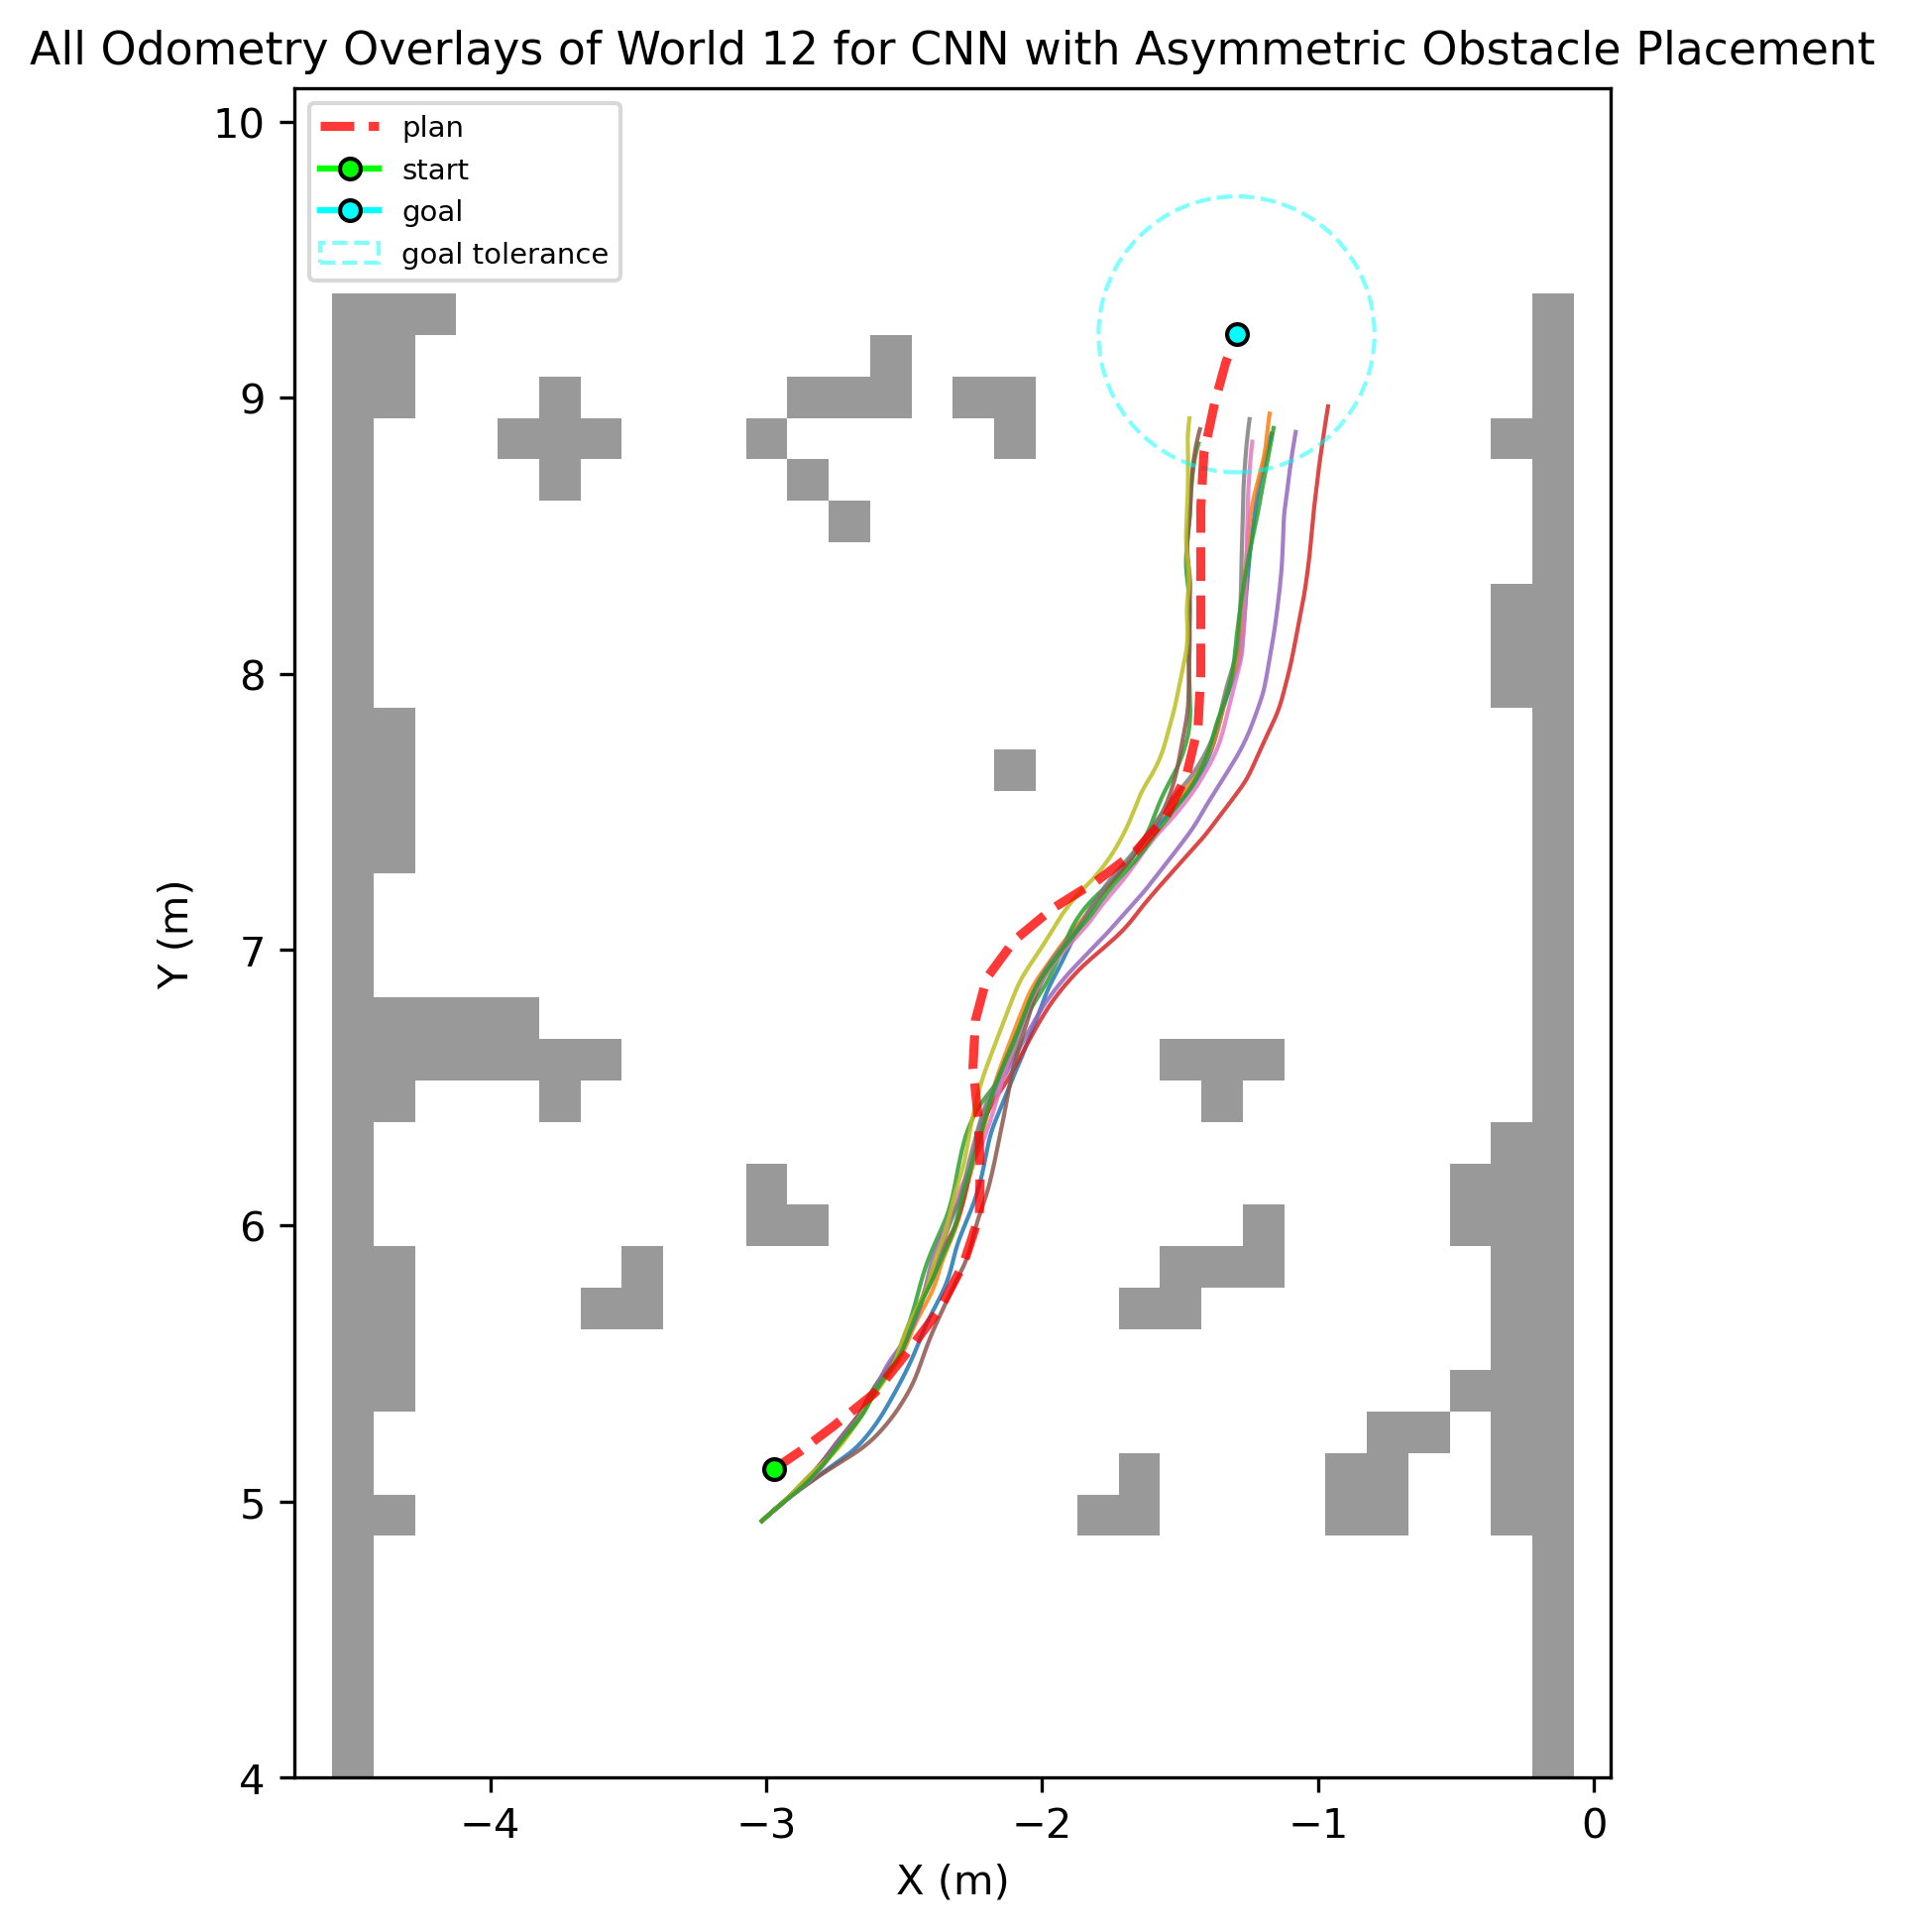 All Odometry Overlays of World 12 for CNN with Asymmetric Obstacle Placement
plan
start
goal
goal tolerance
10
9
8
7
6
5
4
Y (m)
−4
−3
−2
−1
0
X (m)